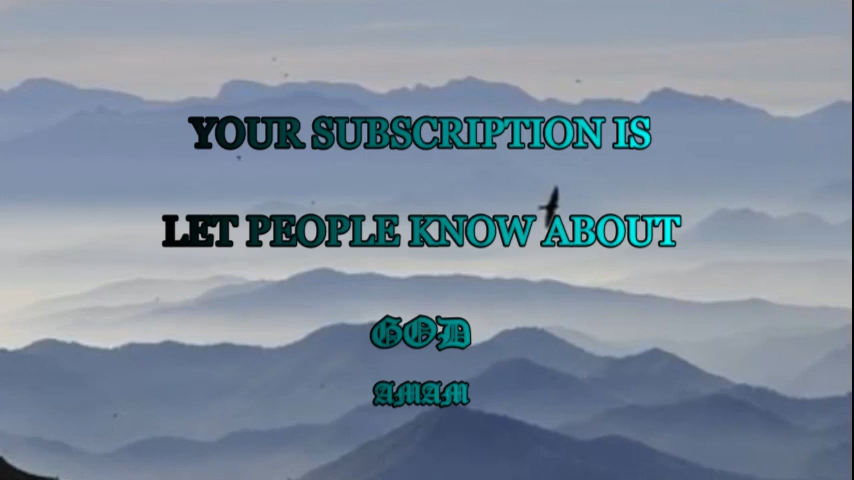 YOUR SUBSCRIPTION IS
LET PEOPLE KNOW ABOUT
GOD
AMAM